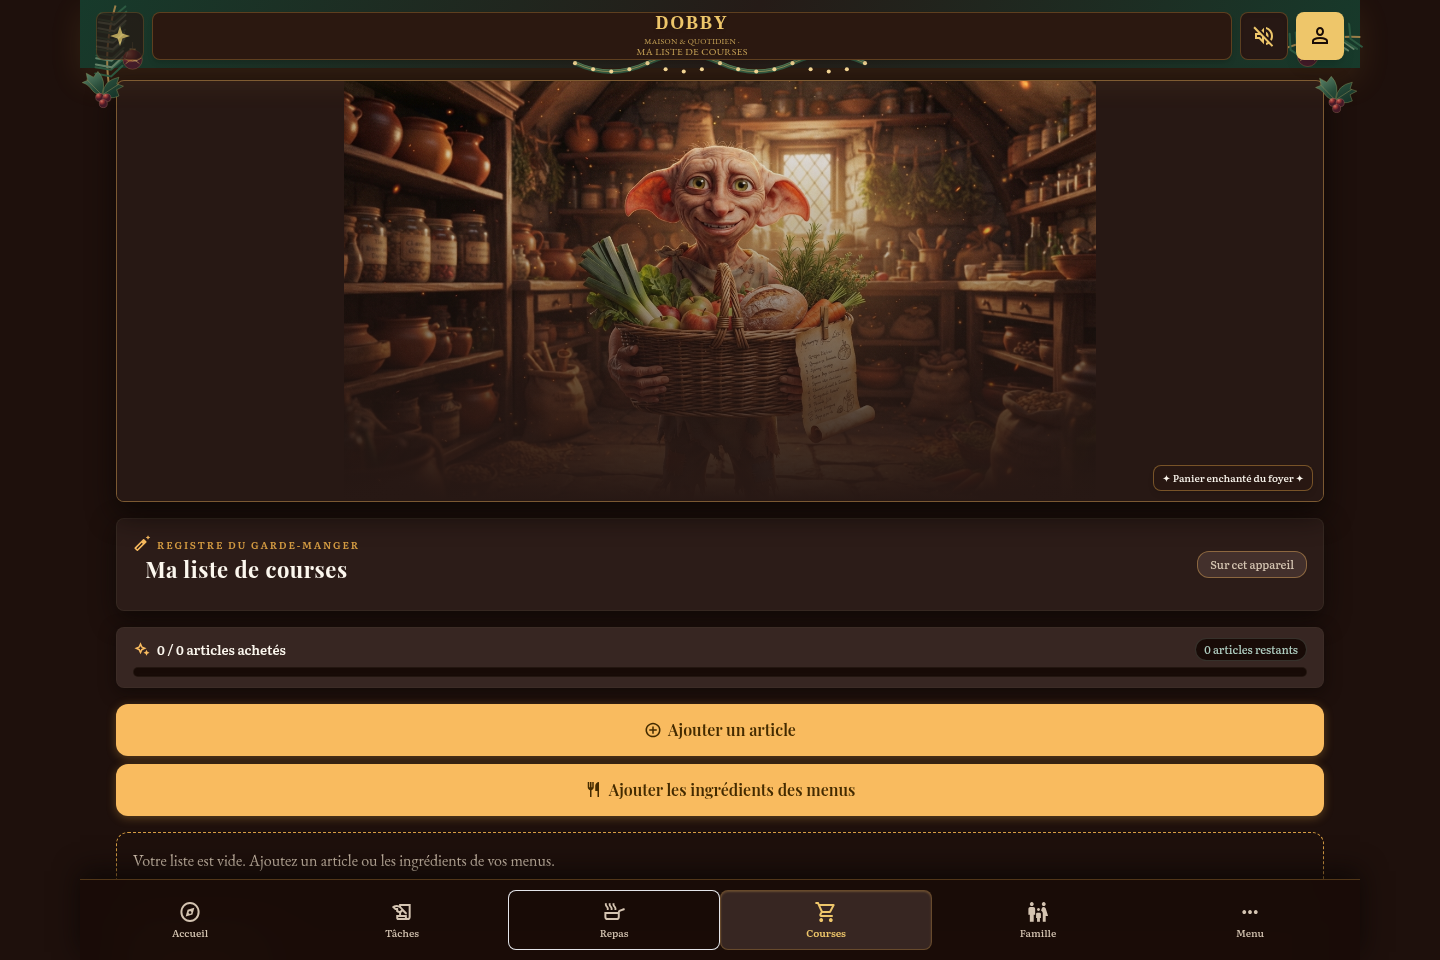 DOBBY
MAISON & QUOTIDIEN ·
MA LISTE DE COURSES
✦ Panier enchanté du foyer ✦
REGISTRE DU GARDE-MANGER
Ma liste de courses
Sur cet appareil
0 / 0 articles achetés
0 articles restants
Ajouter un article
Ajouter les ingrédients des menus
Votre liste est vide. Ajoutez un article ou les ingrédients de vos menus.
Accueil
Tâches
Repas
Courses
Famille
Menu